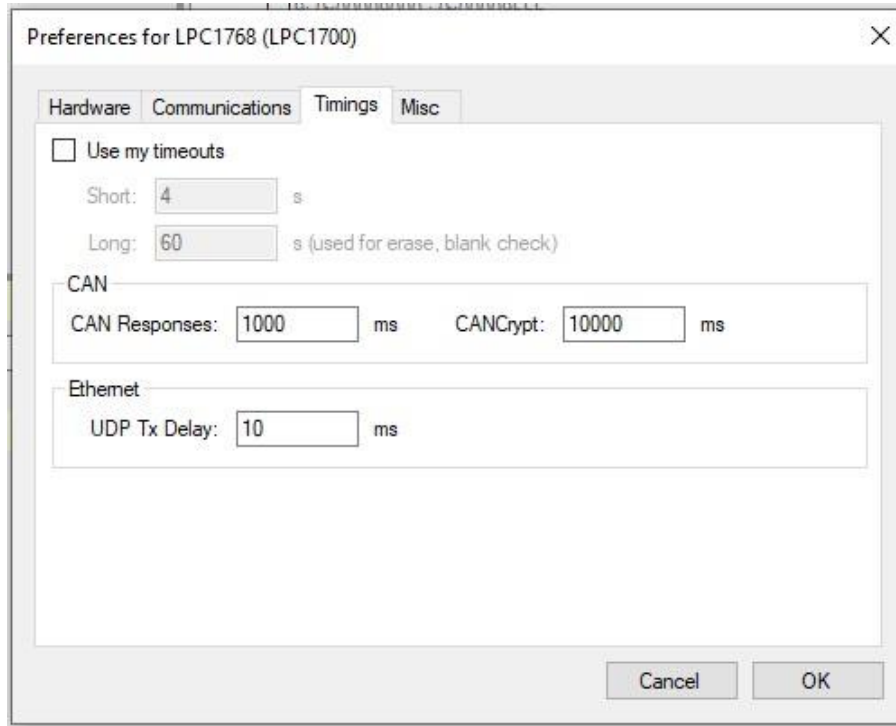 Preferences for LPC1768 (LPC1700)
Hardware Communications Timings Misc
Use my timeouts
Short: 4 s
Long: 60 s (used for erase, blank check)
CAN
CAN Responses: 1000 ms CANCrypt: 10000 ms
Ethernet
UDP Tx Delay: 10 ms
Cancel OK